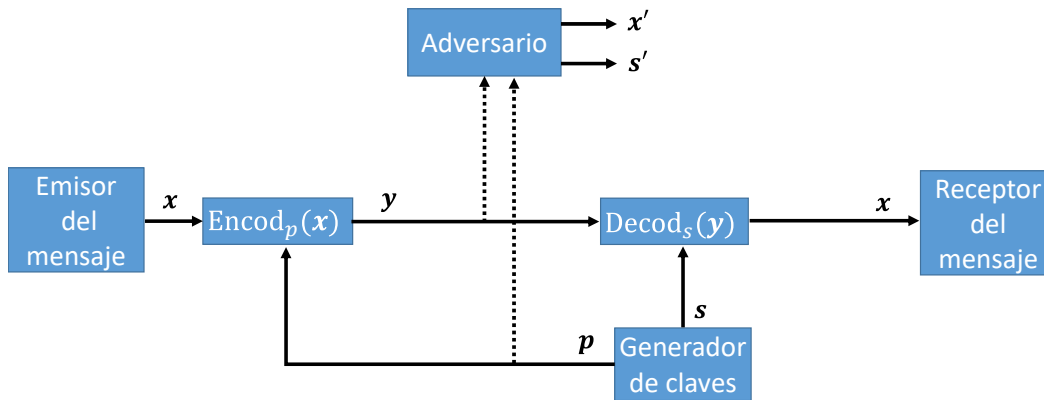 Adversario
x′
s′
Emisor
del
mensaje
x
Encod_p(x)
y
Decod_s(y)
x
Receptor
del
mensaje
s
p
Generador
de claves